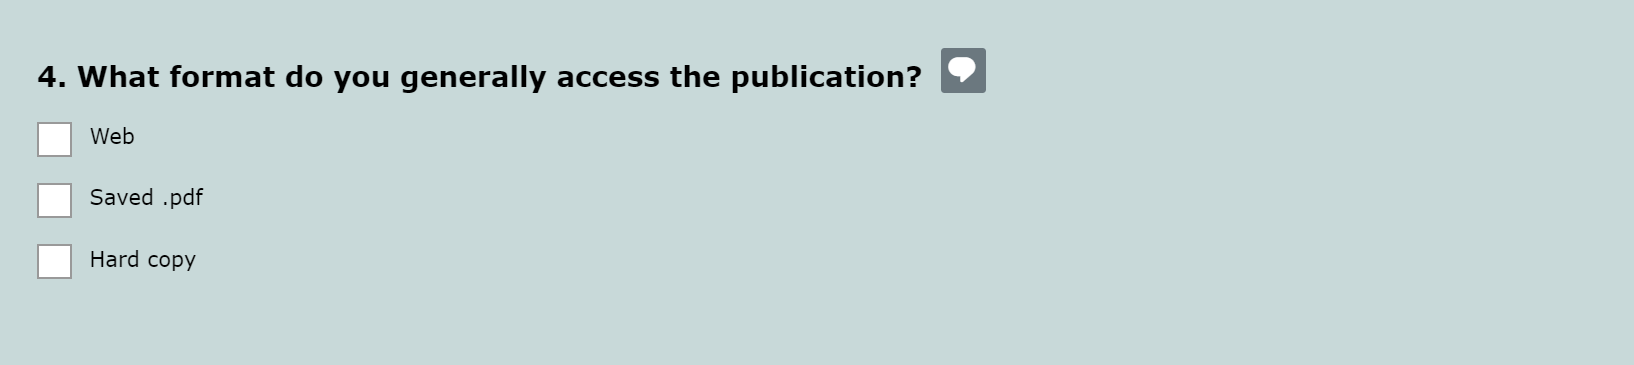 4. What format do you generally access the publication?
Web
Saved .pdf
Hard copy